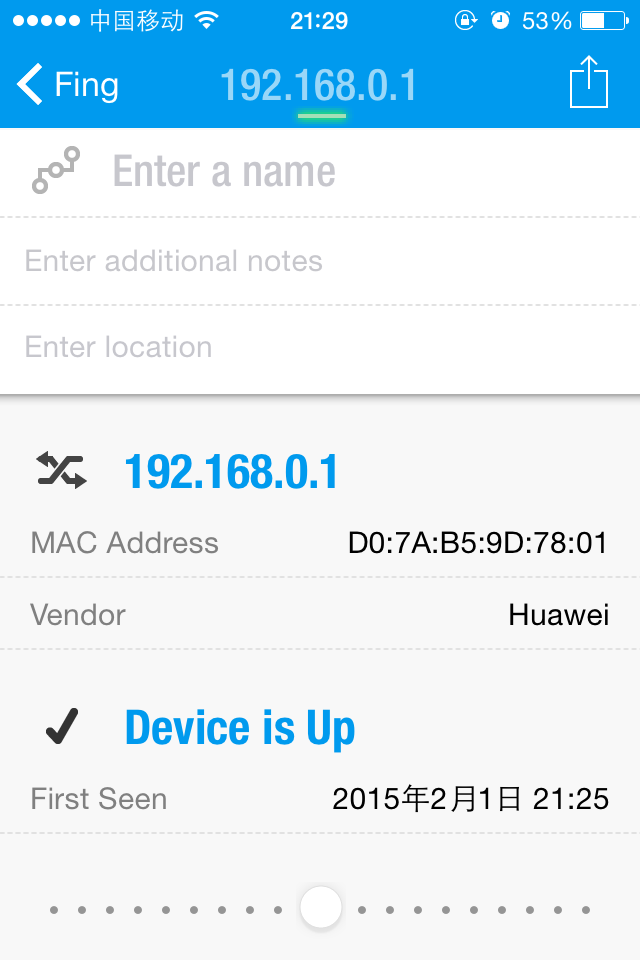 中国移动 21:29 53%
Fing 192.168.0.1
Enter a name
Enter additional notes
Enter location
192.168.0.1
MAC Address D0:7A:B5:9D:78:01
Vendor Huawei
Device is Up
First Seen 2015年2月1日 21:25